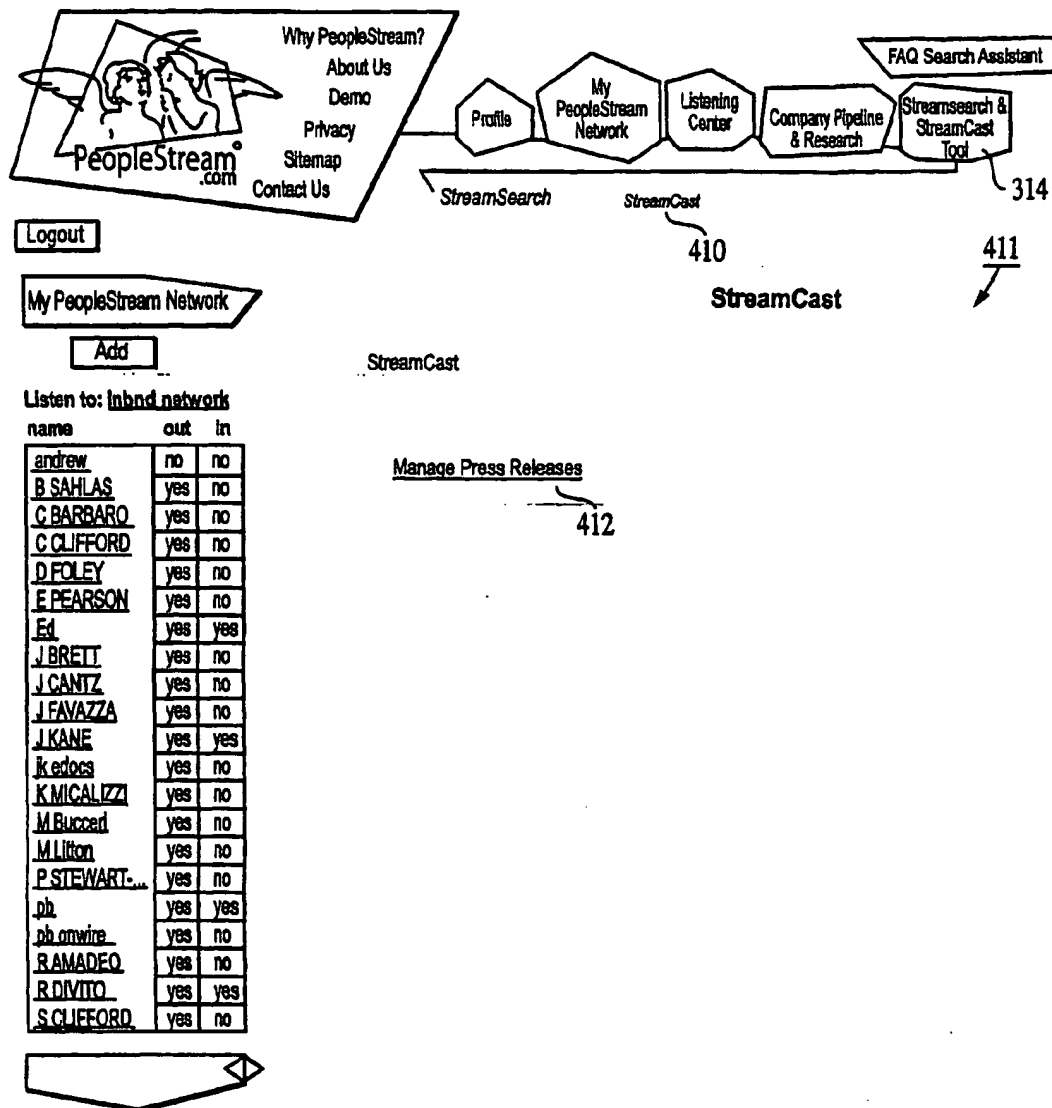 Why PeopleStream?
About Us
Demo
Privacy
Sitemap
Contact Us
PeopleStream
.com
FAQ Search Assistant
Profile
My
PeopleStream
Network
Listening
Center
Company Pipeline
& Research
Streamsearch &
StreamCast
Tool
314
StreamSearch
StreamCast
410
411
Logout
My PeopleStream Network
StreamCast
Add
StreamCast
Listen to: Inbnd network
name out in
andrew no no
B SAHLAS yes no
C BARBARO yes no
C CLIFFORD yes no
D FOLEY yes no
E PEARSON yes no
Ed yes yes
J BRETT yes no
J CANTZ yes no
J FAVAZZA yes no
J KANE yes yes
jk edocs yes no
K MICALIZZI yes no
M Buccerl yes no
M Litton yes no
P STEWART-... yes no
pb yes yes
pb onwire yes no
R AMADEO yes no
R DIVITO yes yes
S CLIFFORD yes no
Manage Press Releases
412